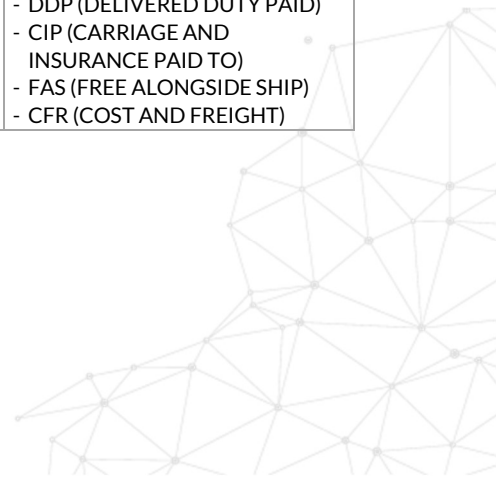 - DDP (DELIVERED DUTY PAID)
- CIP (CARRIAGE AND
INSURANCE PAID TO)
- FAS (FREE ALONGSIDE SHIP)
- CFR (COST AND FREIGHT)